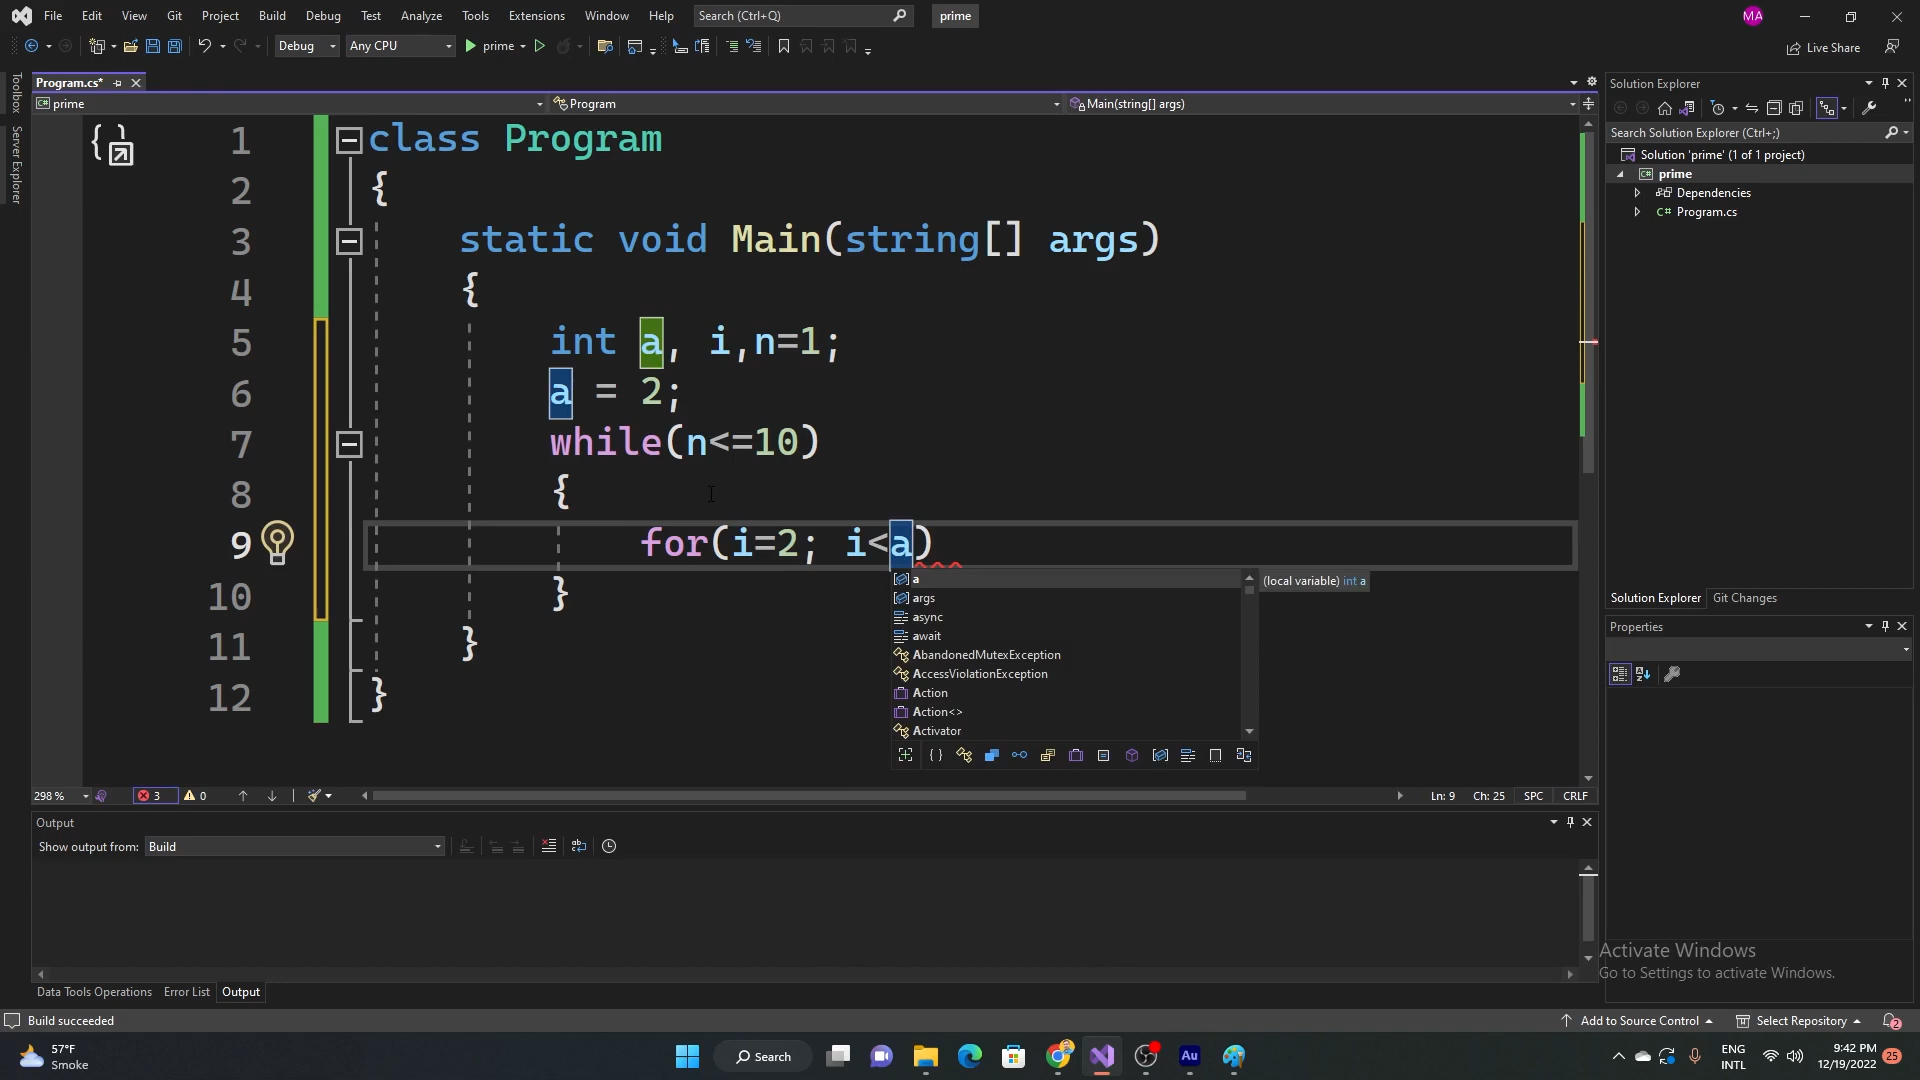 File Edit View Git Project Build Debug Test Analyze Tools Extensions Window Help Search (Ctrl+Q) prime MA
Debug Any CPU prime Live Share
Toolbox
Server Explorer
Program.cs*
prime Program Main(string[] args)
1 class Program
2 {
3 static void Main(string[] args)
4 {
5 int a, i,n=1;
6 a = 2;
7 while(n<=10)
8 {
9 for(i=2; i<a)
10 }
11 }
12 }
a
args
async
await
AbandonedMutexException
AccessViolationException
Action
Action<>
Activator
(local variable) int a
298 % 3 0 Ln: 9 Ch: 25 SPC CRLF
Output
Show output from: Build
Data Tools Operations Error List Output
Solution Explorer
Search Solution Explorer (Ctrl+;)
Solution 'prime' (1 of 1 project)
C# prime
Dependencies
C# Program.cs
Solution Explorer Git Changes
Properties
Activate Windows
Go to Settings to activate Windows.
Build succeeded Add to Source Control Select Repository 2
57°F
Smoke
Search
Au
ENG
INTL
9:42 PM
12/19/2022
25